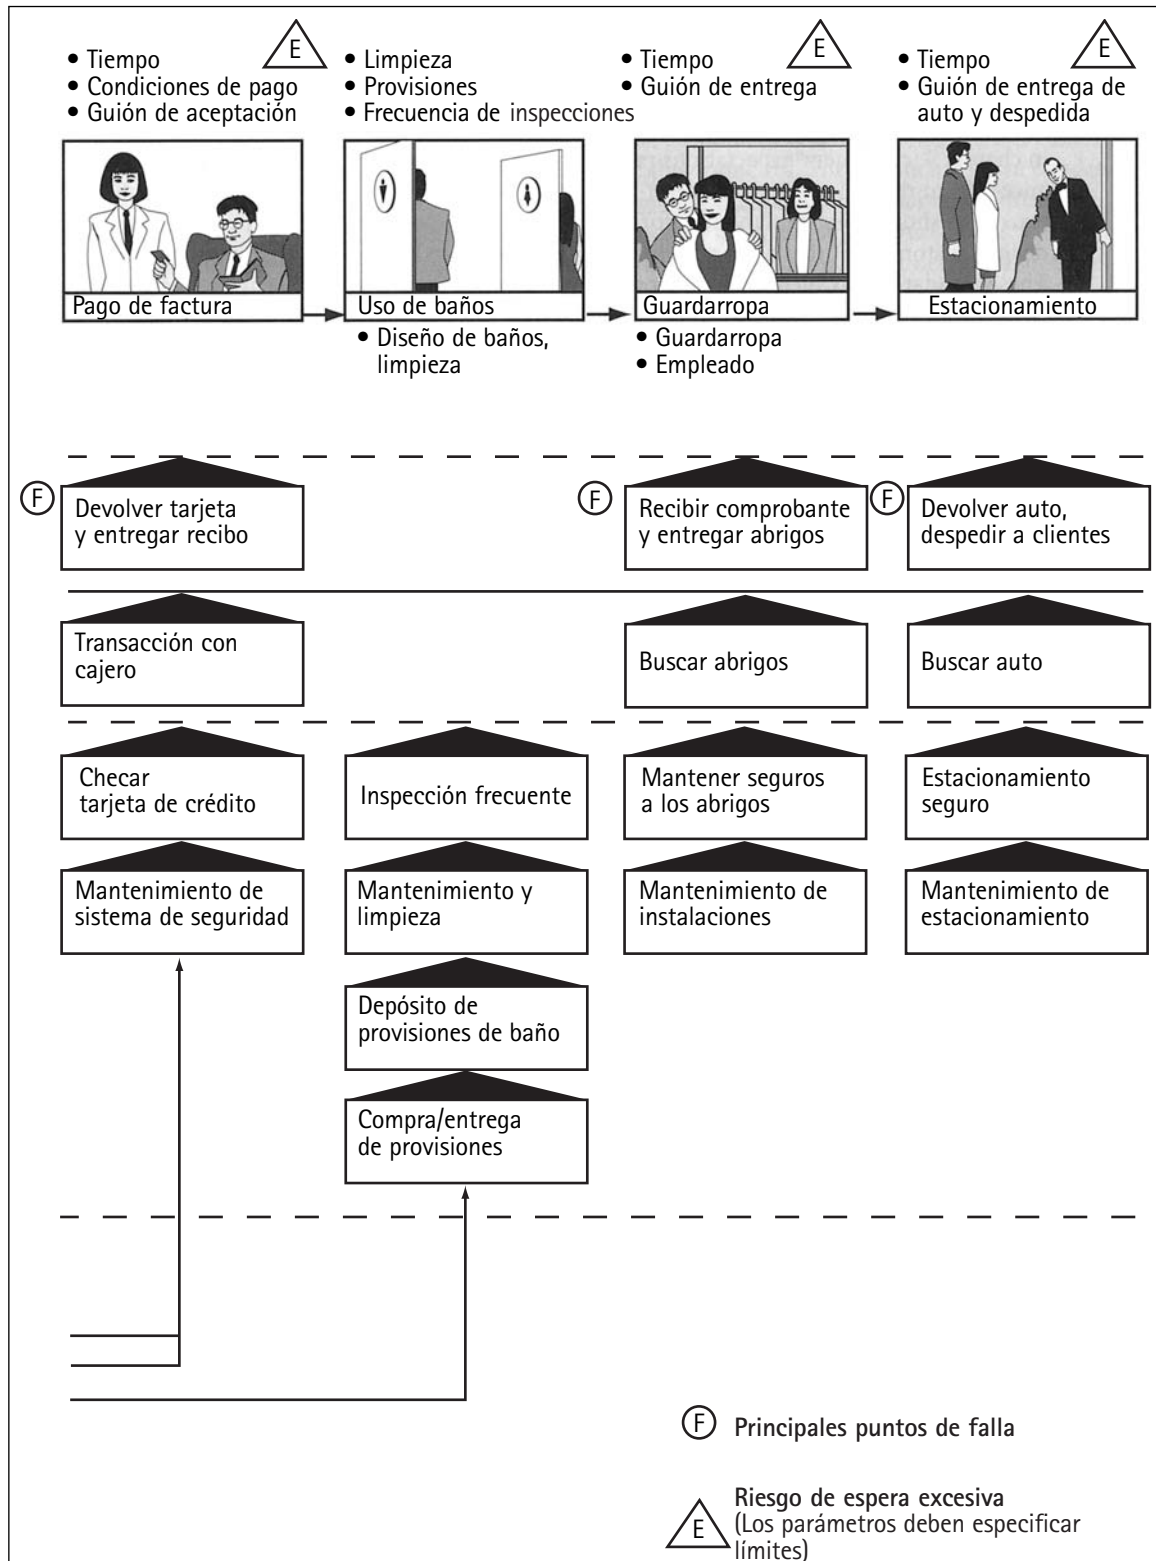 E
• Tiempo
• Condiciones de pago
• Guión de aceptación
• Limpieza
• Provisiones
• Frecuencia de inspecciones
E
• Tiempo
• Guión de entrega
E
• Tiempo
• Guión de entrega de
auto y despedida
Pago de factura
Uso de baños
Guardarropa
Estacionamiento
• Diseño de baños,
limpieza
• Guardarropa
• Empleado
F
Devolver tarjeta
y entregar recibo
F
Recibir comprobante
y entregar abrigos
F
Devolver auto,
despedir a clientes
Transacción con
cajero
Buscar abrigos
Buscar auto
Checar
tarjeta de crédito
Inspección frecuente
Mantener seguros
a los abrigos
Estacionamiento
seguro
Mantenimiento de
sistema de seguridad
Mantenimiento y
limpieza
Mantenimiento de
instalaciones
Mantenimiento de
estacionamiento
Depósito de
provisiones de baño
Compra/entrega
de provisiones
F Principales puntos de falla
E
Riesgo de espera excesiva
(Los parámetros deben especificar
límites)